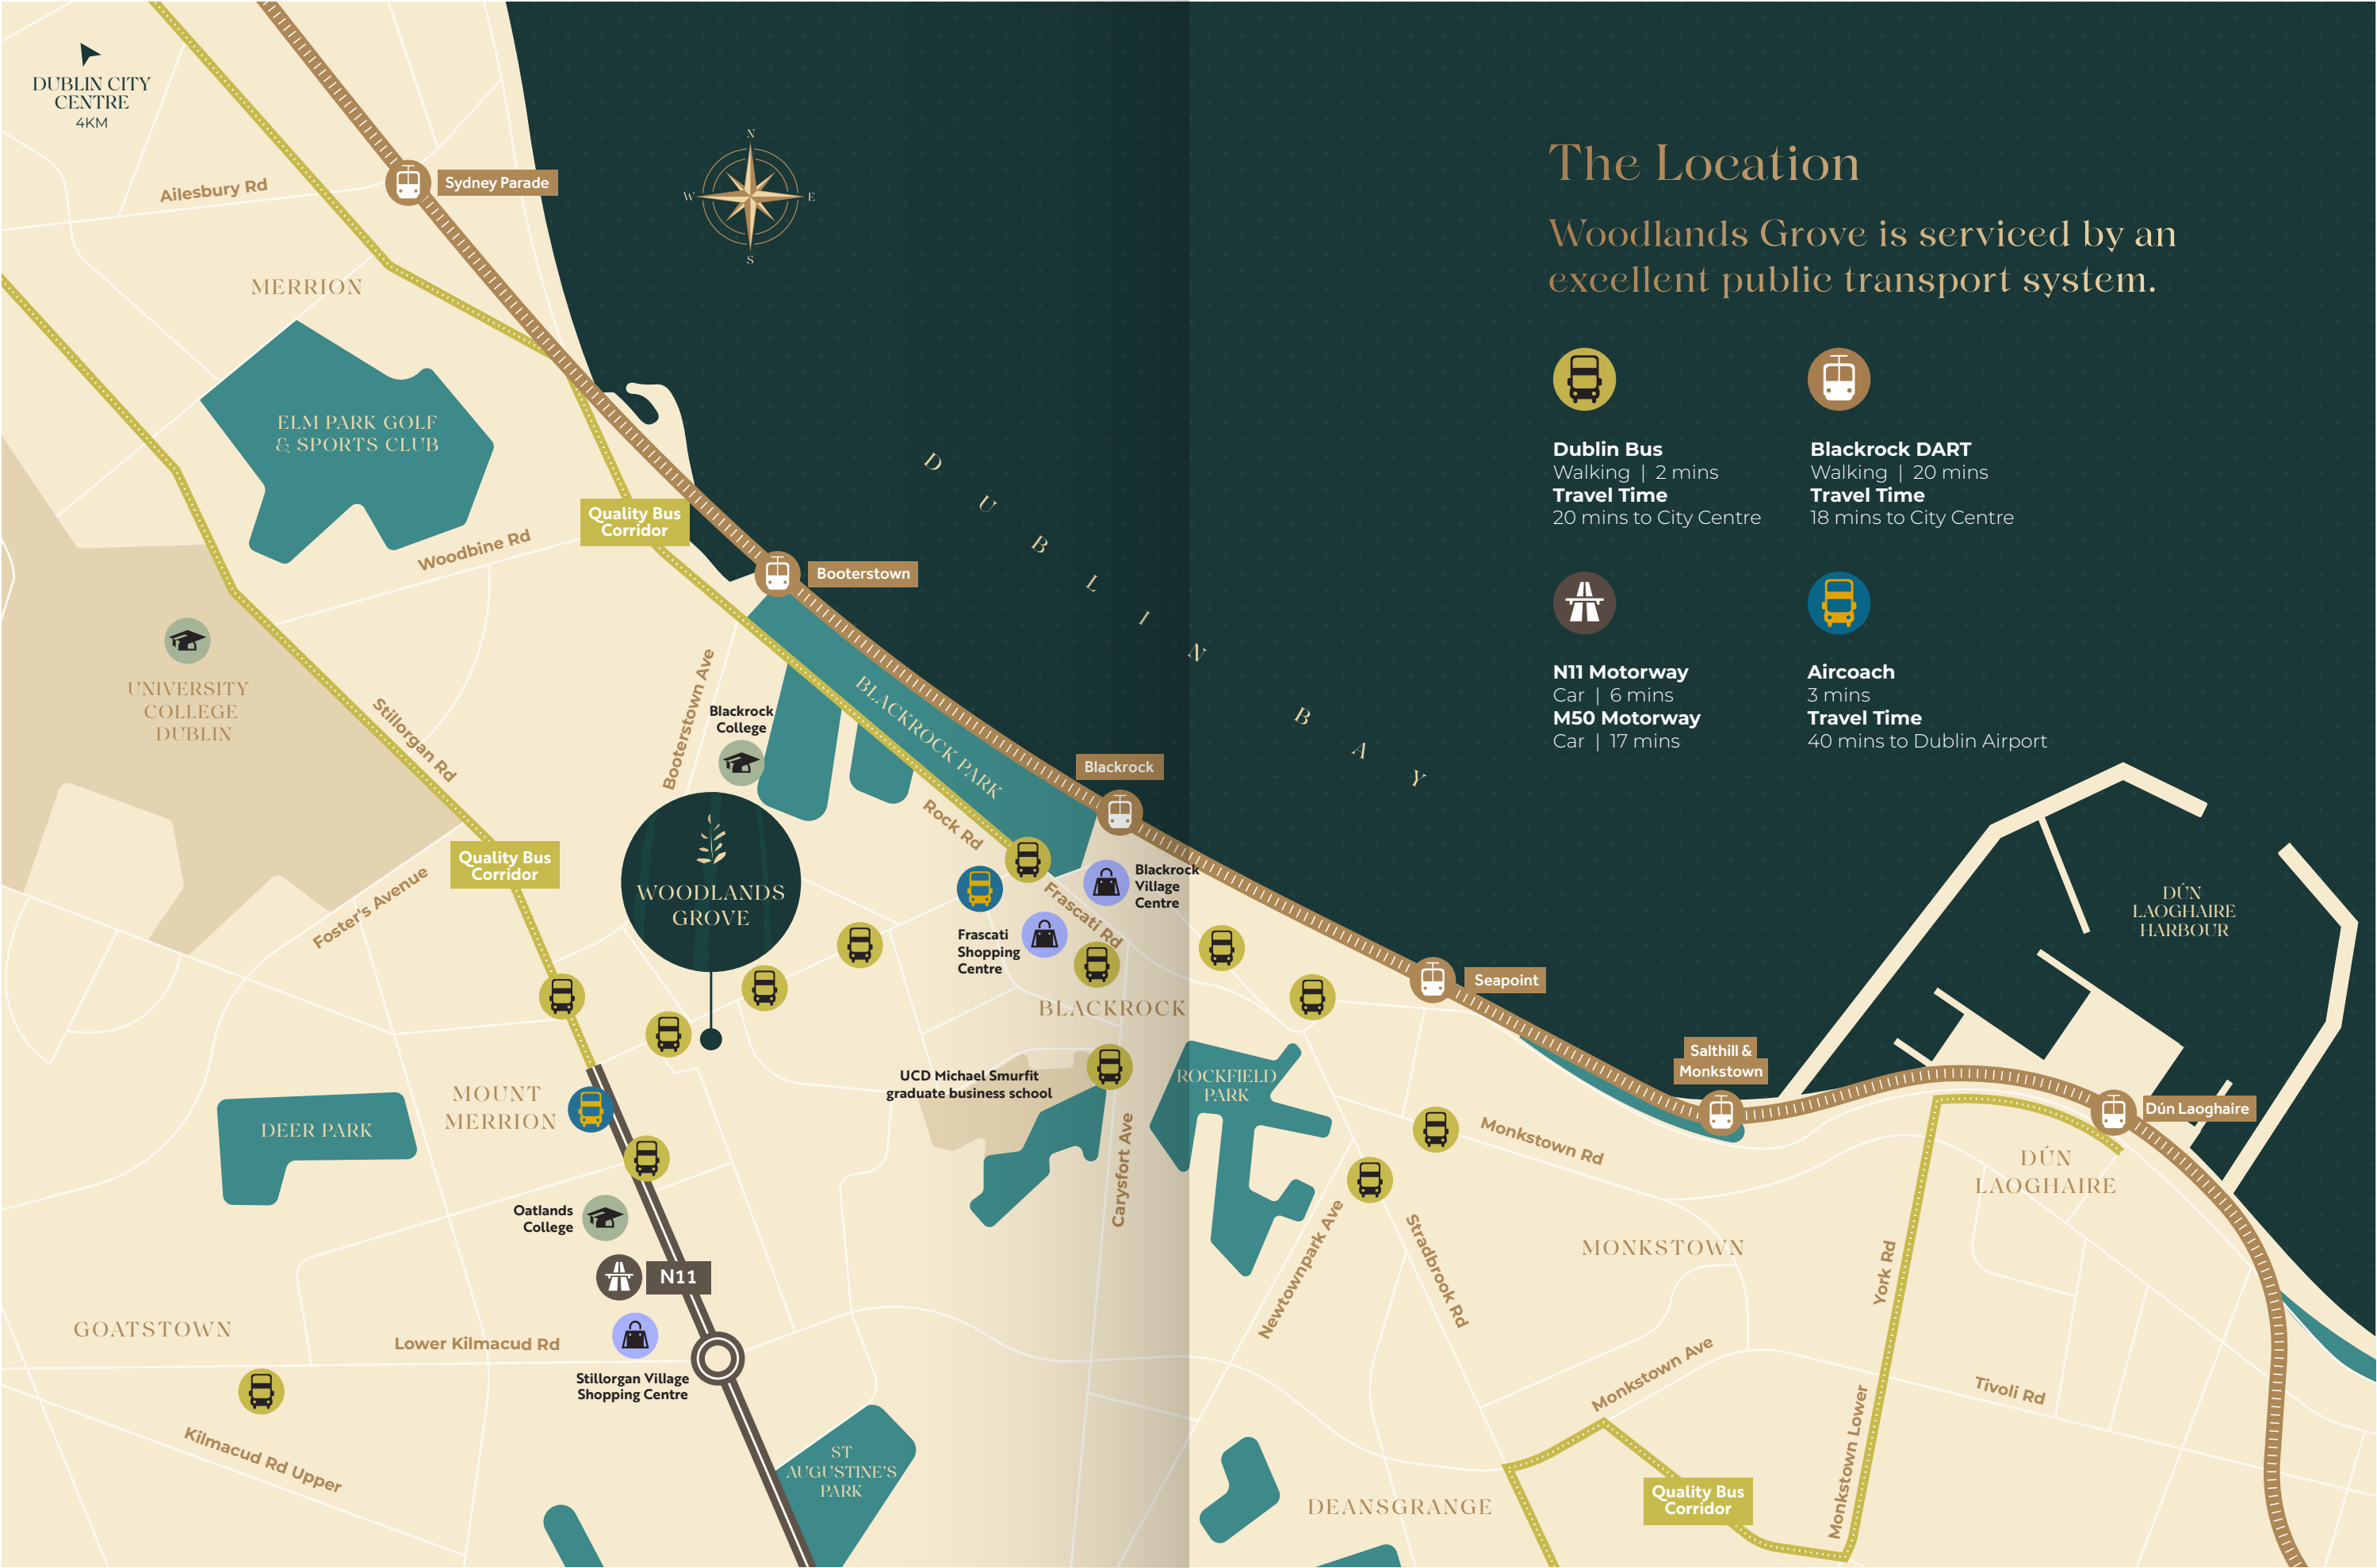 DUBLIN CITY
CENTRE
4KM
Ailesbury Rd
Sydney Parade
N
W
E
S
MERRION
ELM PARK GOLF
& SPORTS CLUB
Woodbine Rd
Quality Bus
Corridor
Booterstown
UNIVERSITY
COLLEGE
DUBLIN
Stillorgan Rd
Booterstown Ave
Blackrock
College
BLACKROCK PARK
Rock Rd
DUBLIN BAY
Blackrock
Quality Bus
Corridor
Foster's Avenue
WOODLANDS
GROVE
Blackrock
Village
Centre
Frascati Rd
Frascati
Shopping
Centre
BLACKROCK
UCD Michael Smurfit
graduate business school
Carysfort Ave
ROCKFIELD
PARK
MOUNT
MERRION
DEER PARK
Oatlands
College
N11
GOATSTOWN
Lower Kilmacud Rd
Stillorgan Village
Shopping Centre
Kilmacud Rd Upper
ST
AUGUSTINE'S
PARK
The Location
Woodlands Grove is serviced by an
excellent public transport system.
Dublin Bus
Walking | 2 mins
Travel Time
20 mins to City Centre
Blackrock DART
Walking | 20 mins
Travel Time
18 mins to City Centre
N11 Motorway
Car | 6 mins
M50 Motorway
Car | 17 mins
Aircoach
3 mins
Travel Time
40 mins to Dublin Airport
DÚN
LAOGHAIRE
HARBOUR
Seapoint
Salthill &
Monkstown
Dún Laoghaire
DÚN
LAOGHAIRE
Monkstown Rd
Newtownpark Ave
Stradbrook Rd
MONKSTOWN
York Rd
Monkstown Ave
Monkstown Lower
Tivoli Rd
Quality Bus
Corridor
DEANSGRANGE